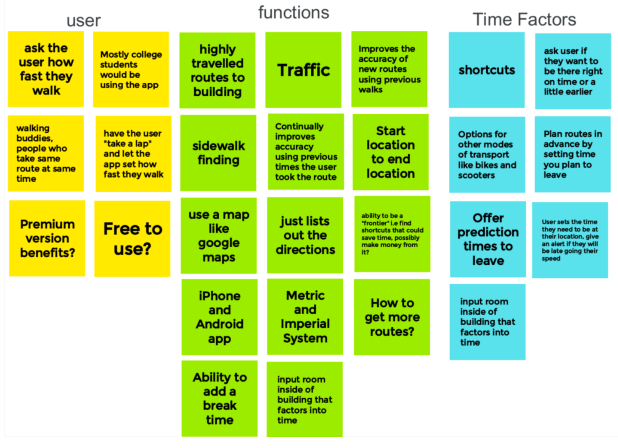 user
functions
Time Factors
ask the
user how
fast they
walk
Mostly college
students
would be
using the app
walking
buddies,
people who
take same
route at same
time
have the user
"take a lap"
and let the
app set how
fast they walk
Premium
version
benefits?
Free to
use?
highly
travelled
routes to
building
Traffic
Improves the
accuracy of
new routes
using previous
walks
sidewalk
finding
Continually
improves
accuracy
using previous
times the user
took the route
Start
location
to end
location
use a map
like
google
maps
just lists
out the
directions
ability to be a
"frontier" i.e find
shortcuts that could
save time, possibly
make money from
it?
iPhone
and
Android
app
Metric
and
Imperial
System
How to
get more
routes?
Ability to
add a
break
time
input room
inside of
building that
factors into
time
shortcuts
ask user if
they want to
be there right
on time or a
little earlier
Options for
other modes
of transport
like bikes and
scooters
Plan routes in
advance by
setting time
you plan to
leave
Offer
prediction
times to
leave
User sets the time
they need to be at
their location, give
an alert if they will
be late going their
speed
input room
inside of
building that
factors into
time